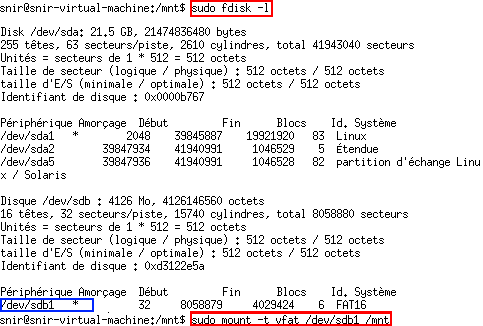 snir@snir-virtual-machine:/mnt$ sudo fdisk -l
Disk /dev/sda: 21.5 GB, 21474836480 bytes
255 têtes, 63 secteurs/piste, 2610 cylindres, total 41943040 secteurs
Unités = secteurs de 1 * 512 = 512 octets
Taille de secteur (logique / physique) : 512 octets / 512 octets
taille d'E/S (minimale / optimale) : 512 octets / 512 octets
Identifiant de disque : 0x0000b767
Périphérique Amorçage Début Fin Blocs Id. Système
/dev/sda1 * 2048 39845887 19921920 83 Linux
/dev/sda2 39847934 41940991 1046529 5 Étendue
/dev/sda5 39847936 41940991 1046528 82 partition d'échange Linu
x / Solaris
Disque /dev/sdb : 4126 Mo, 4126146560 octets
16 têtes, 32 secteurs/piste, 15740 cylindres, total 8058880 secteurs
Unités = secteurs de 1 * 512 = 512 octets
Taille de secteur (logique / physique) : 512 octets / 512 octets
taille d'E/S (minimale / optimale) : 512 octets / 512 octets
Identifiant de disque : 0xd3122e5a
Périphérique Amorçage Début Fin Blocs Id. Système
/dev/sdb1 * 32 8058879 4029424 6 FAT16
snir@snir-virtual-machine:/mnt$ sudo mount -t vfat /dev/sdb1 /mnt